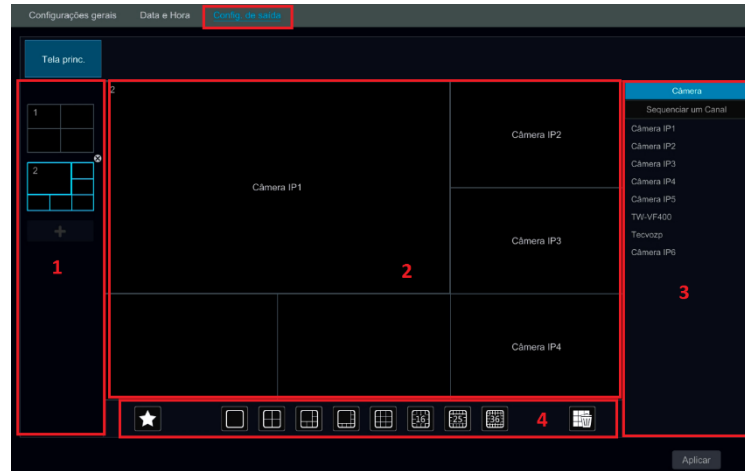 Configurações gerais Data e Hora Config. de saída
Tela princ.
1
2
1
2
Câmera IP1
Câmera IP2
Câmera IP3
Câmera IP4
2
Câmera
Sequenciar um Canal
Câmera IP1
Câmera IP2
Câmera IP3
Câmera IP4
Câmera IP5
TW-VF400
Tecvozp
Câmera IP6
3
16 25 36 4
Aplicar